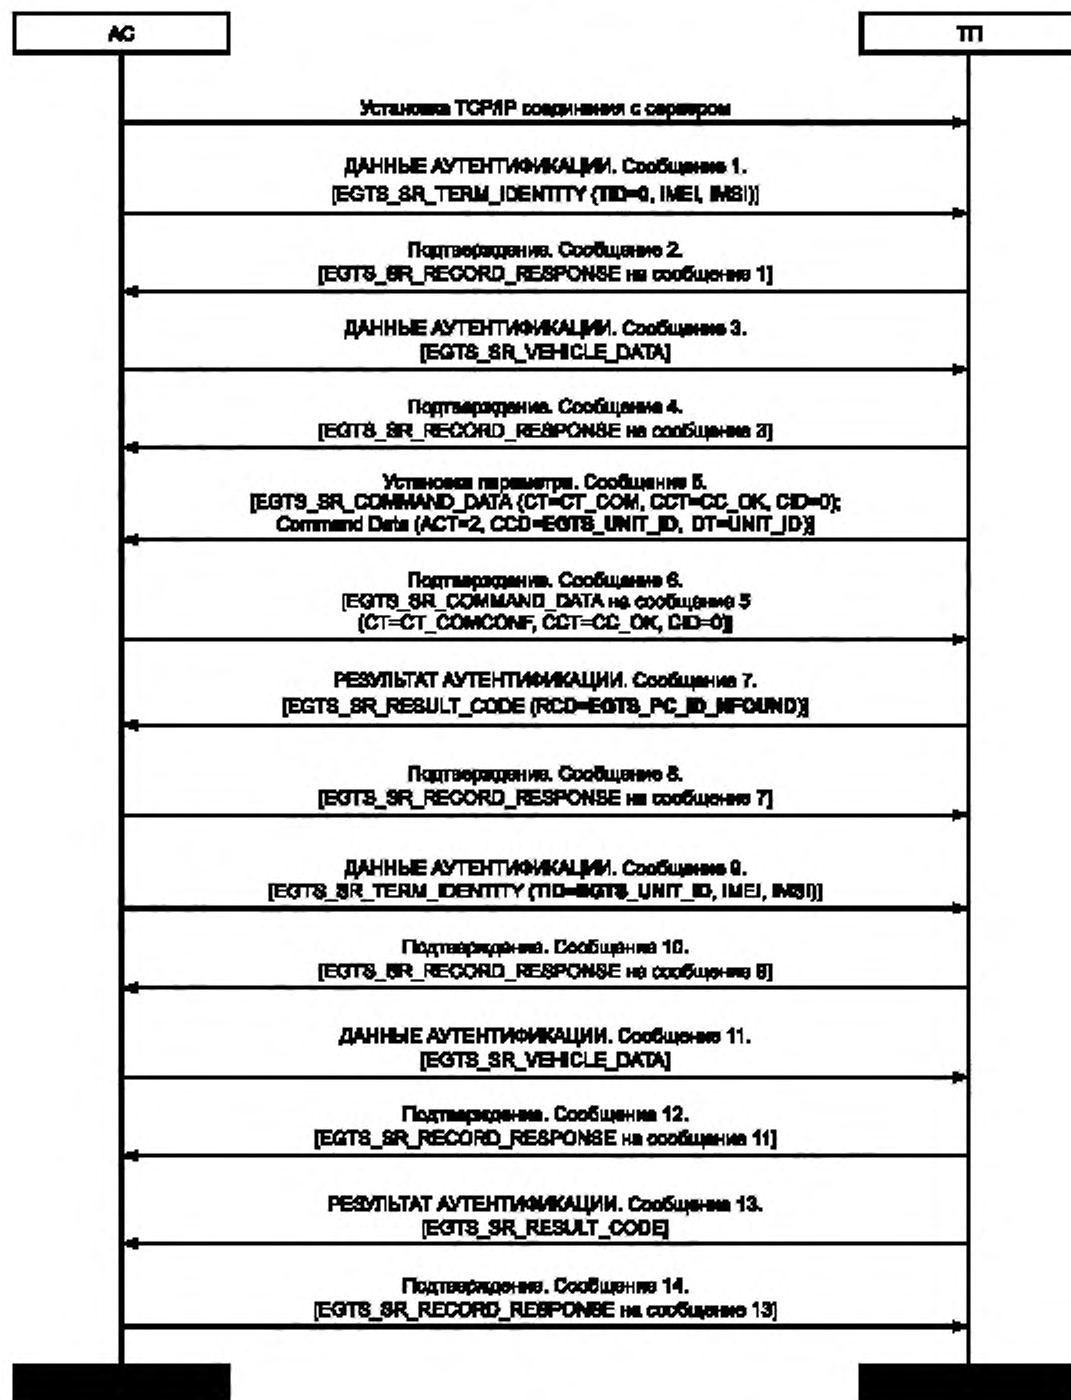 АС
ТП
Установка TCP/IP соединения с сервером
ДАННЫЕ АУТЕНТИФИКАЦИИ. Сообщение 1.
[EGTS_SR_TERM_IDENTITY (TID=0, IMEI, IMSI)]
Подтверждение. Сообщение 2.
[EGTS_SR_RECORD_RESPONSE на сообщение 1]
ДАННЫЕ АУТЕНТИФИКАЦИИ. Сообщение 3.
[EGTS_SR_VEHICLE_DATA]
Подтверждение. Сообщение 4.
[EGTS_SR_RECORD_RESPONSE на сообщение 3]
Установка параметра. Сообщение 5.
[EGTS_SR_COMMAND_DATA (CT=CT_COM, CCT=CC_OK, CID=0);
Command Data (ACT=2, CCD=EGTS_UNIT_ID, DT=UNIT_ID)]
Подтверждение. Сообщение 6.
[EGTS_SR_COMMAND_DATA на сообщение 5
(CT=CT_COMCONF, CCT=CC_OK, CID=0)]
РЕЗУЛЬТАТ АУТЕНТИФИКАЦИИ. Сообщение 7.
[EGTS_SR_RESULT_CODE (RCD=EGTS_PC_ID_NFOUND)]
Подтверждение. Сообщение 8.
[EGTS_SR_RECORD_RESPONSE на сообщение 7]
ДАННЫЕ АУТЕНТИФИКАЦИИ. Сообщение 9.
[EGTS_SR_TERM_IDENTITY (TID=EGTS_UNIT_ID, IMEI, IMSI)]
Подтверждение. Сообщение 10.
[EGTS_SR_RECORD_RESPONSE на сообщение 9]
ДАННЫЕ АУТЕНТИФИКАЦИИ. Сообщение 11.
[EGTS_SR_VEHICLE_DATA]
Подтверждение. Сообщение 12.
[EGTS_SR_RECORD_RESPONSE на сообщение 11]
РЕЗУЛЬТАТ АУТЕНТИФИКАЦИИ. Сообщение 13.
[EGTS_SR_RESULT_CODE]
Подтверждение. Сообщение 14.
[EGTS_SR_RECORD_RESPONSE на сообщение 13]